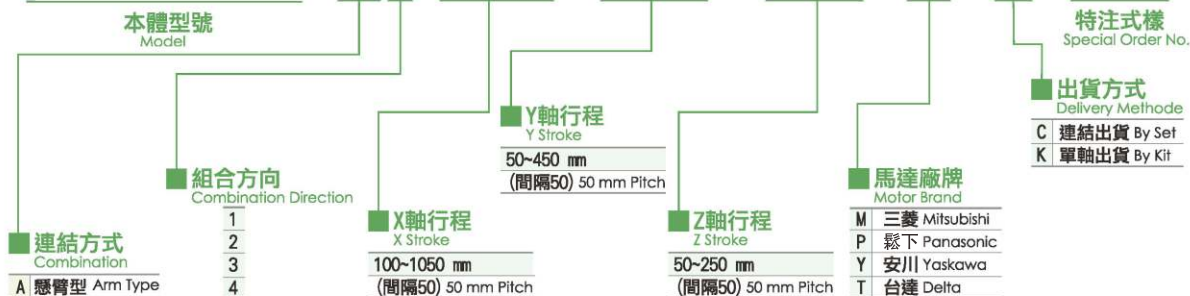 本體型號
Model
特注式樣
Special Order No.
出貨方式
Delivery Methode
C 連結出貨 By Set
K 單軸出貨 By Kit
Y軸行程
Y Stroke
50~450 mm
(間隔50) 50 mm Pitch
組合方向
Combination Direction
1
2
3
4
馬達廠牌
Motor Brand
M 三菱 Mitsubishi
P 鬆下 Panasonic
Y 安川 Yaskawa
T 台達 Delta
連結方式
Combination
A 懸臂型 Arm Type
X軸行程
X Stroke
100~1050 mm
(間隔50) 50 mm Pitch
Z軸行程
Z Stroke
50~250 mm
(間隔50) 50 mm Pitch